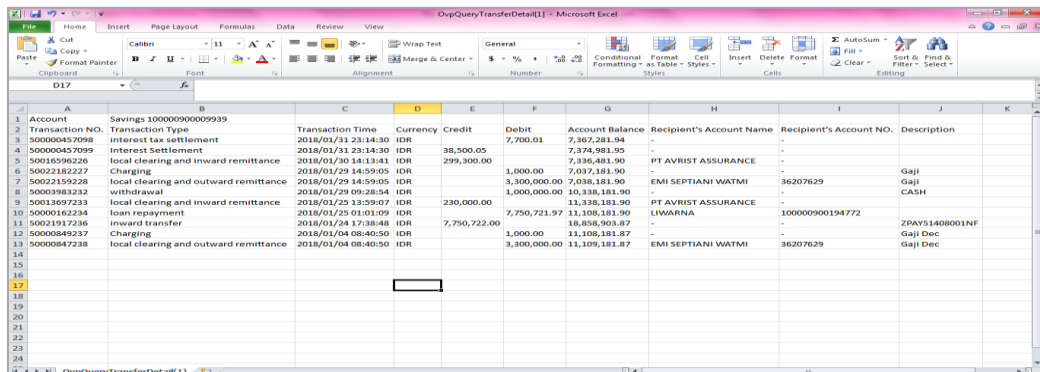 OvpQueryTransferDetail[1] - Microsoft Excel
File Home Insert Page Layout Formulas Data Review View
Cut Calibri 11 A A Wrap Text General Σ AutoSum
Paste Copy Fill
Format Painter B I U A Merge & Center $ % , Conditional Formatting Format as Table Cell Styles Insert Delete Format Clear Sort & Filter Find & Select
Clipboard Font Alignment Number Styles Cells Editing
D17 fx
A B C D E F G H I J K
1 Account Savings 100000900009939
2 Transaction NO. Transaction Type Transaction Time Currency Credit Debit Account Balance Recipient's Account Name Recipient's Account NO. Description
3 500000457098 interest tax settlement 2018/01/31 23:14:30 IDR 7,700.01 7,367,281.94 - -
4 500000457099 Interest Settlement 2018/01/31 23:14:30 IDR 38,500.05 7,374,981.95 - -
5 50016596226 local clearing and inward remittance 2018/01/30 14:13:41 IDR 299,300.00 7,336,481.90 PT AVRIST ASSURANCE -
6 50022182227 Charging 2018/01/29 14:59:05 IDR 1,000.00 7,037,181.90 - - Gaji
7 50022159228 local clearing and outward remittance 2018/01/29 14:59:05 IDR 3,300,000.00 7,038,181.90 EMI SEPTIANI WATMI 36207629 Gaji
8 50003983232 withdrawal 2018/01/29 09:28:54 IDR 1,000,000.00 10,338,181.90 - - CASH
9 50013697233 local clearing and inward remittance 2018/01/25 13:59:07 IDR 230,000.00 11,338,181.90 PT AVRIST ASSURANCE -
10 50000162234 loan repayment 2018/01/25 01:01:09 IDR 7,750,721.97 11,108,181.90 LIWARNA 100000900194772
11 50021917236 inward transfer 2018/01/24 17:38:48 IDR 7,750,722.00 18,858,903.87 - - ZPAY51408001NF
12 50000849237 Charging 2018/01/04 08:40:50 IDR 1,000.00 11,108,181.87 - - Gaji Dec
13 50000847238 local clearing and outward remittance 2018/01/04 08:40:50 IDR 3,300,000.00 11,109,181.87 EMI SEPTIANI WATMI 36207629 Gaji Dec
14
15
16
17
18
19
20
21
22
23
24
OvpQueryTransferDetail(1)